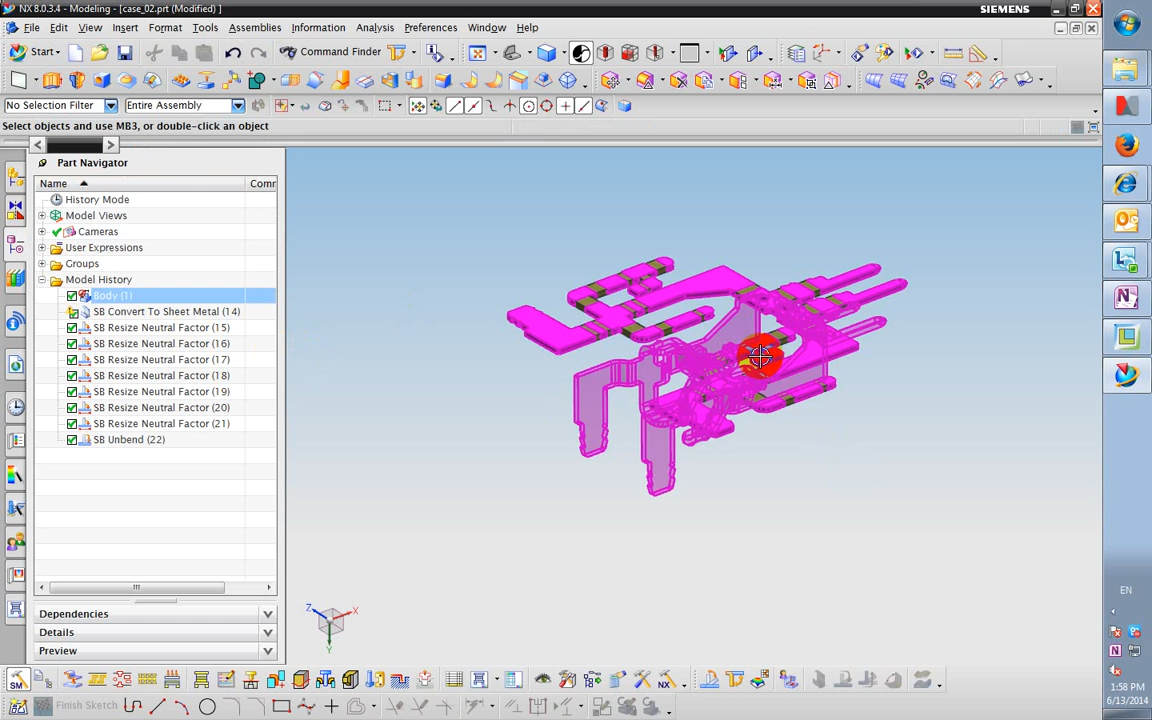 NX 8.0.3.4 - Modeling - [case_02.prt (Modified) ]
SIEMENS
File Edit View Insert Format Tools Assemblies Information Analysis Preferences Window Help
Start Command Finder
No Selection Filter Entire Assembly
Select objects and use MB3, or double-click an object
Part Navigator
Name Comr
History Mode
Model Views
Cameras
User Expressions
Groups
Model History
Body (1)
SB Convert To Sheet Metal (14)
SB Resize Neutral Factor (15)
SB Resize Neutral Factor (16)
SB Resize Neutral Factor (17)
SB Resize Neutral Factor (18)
SB Resize Neutral Factor (19)
SB Resize Neutral Factor (20)
SB Resize Neutral Factor (21)
SB Unbend (22)
Dependencies
Details
Preview
Z X
Y
SM
NX
Finish Sketch
EN
1:58 PM
6/13/2014